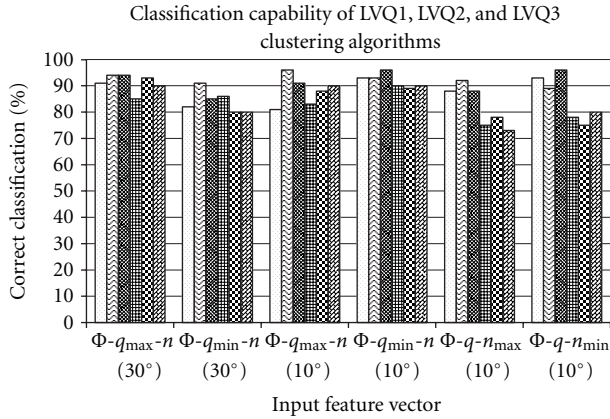 Classification capability of LVQ1, LVQ2, and LVQ3
clustering algorithms
Correct classification (%)
100
90
80
70
60
50
40
30
20
10
0
Φ-qmax-n Φ-qmin-n Φ-qmax-n Φ-qmin-n Φ-q-nmax Φ-q-nmin
(30°) (30°) (10°) (10°) (10°) (10°)
Input feature vector